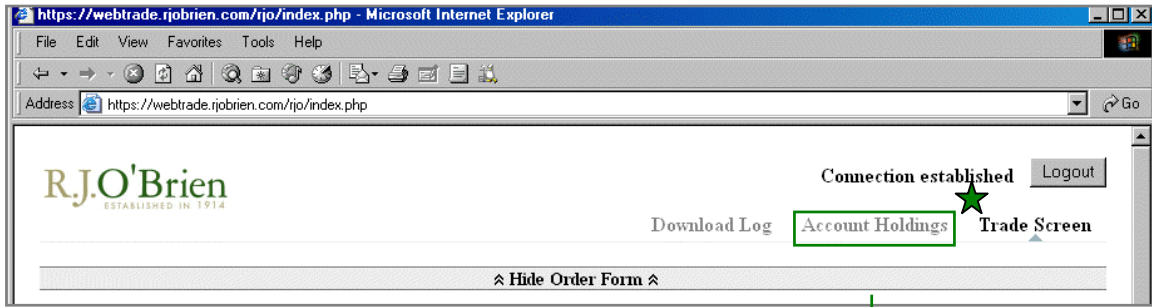 https://webtrade.rjobrien.com/rjo/index.php - Microsoft Internet Explorer
File Edit View Favorites Tools Help
Address https://webtrade.rjobrien.com/rjo/index.php Go
R.J.O'Brien
ESTABLISHED IN 1914
Connection established Logout
Download Log Account Holdings Trade Screen
Hide Order Form